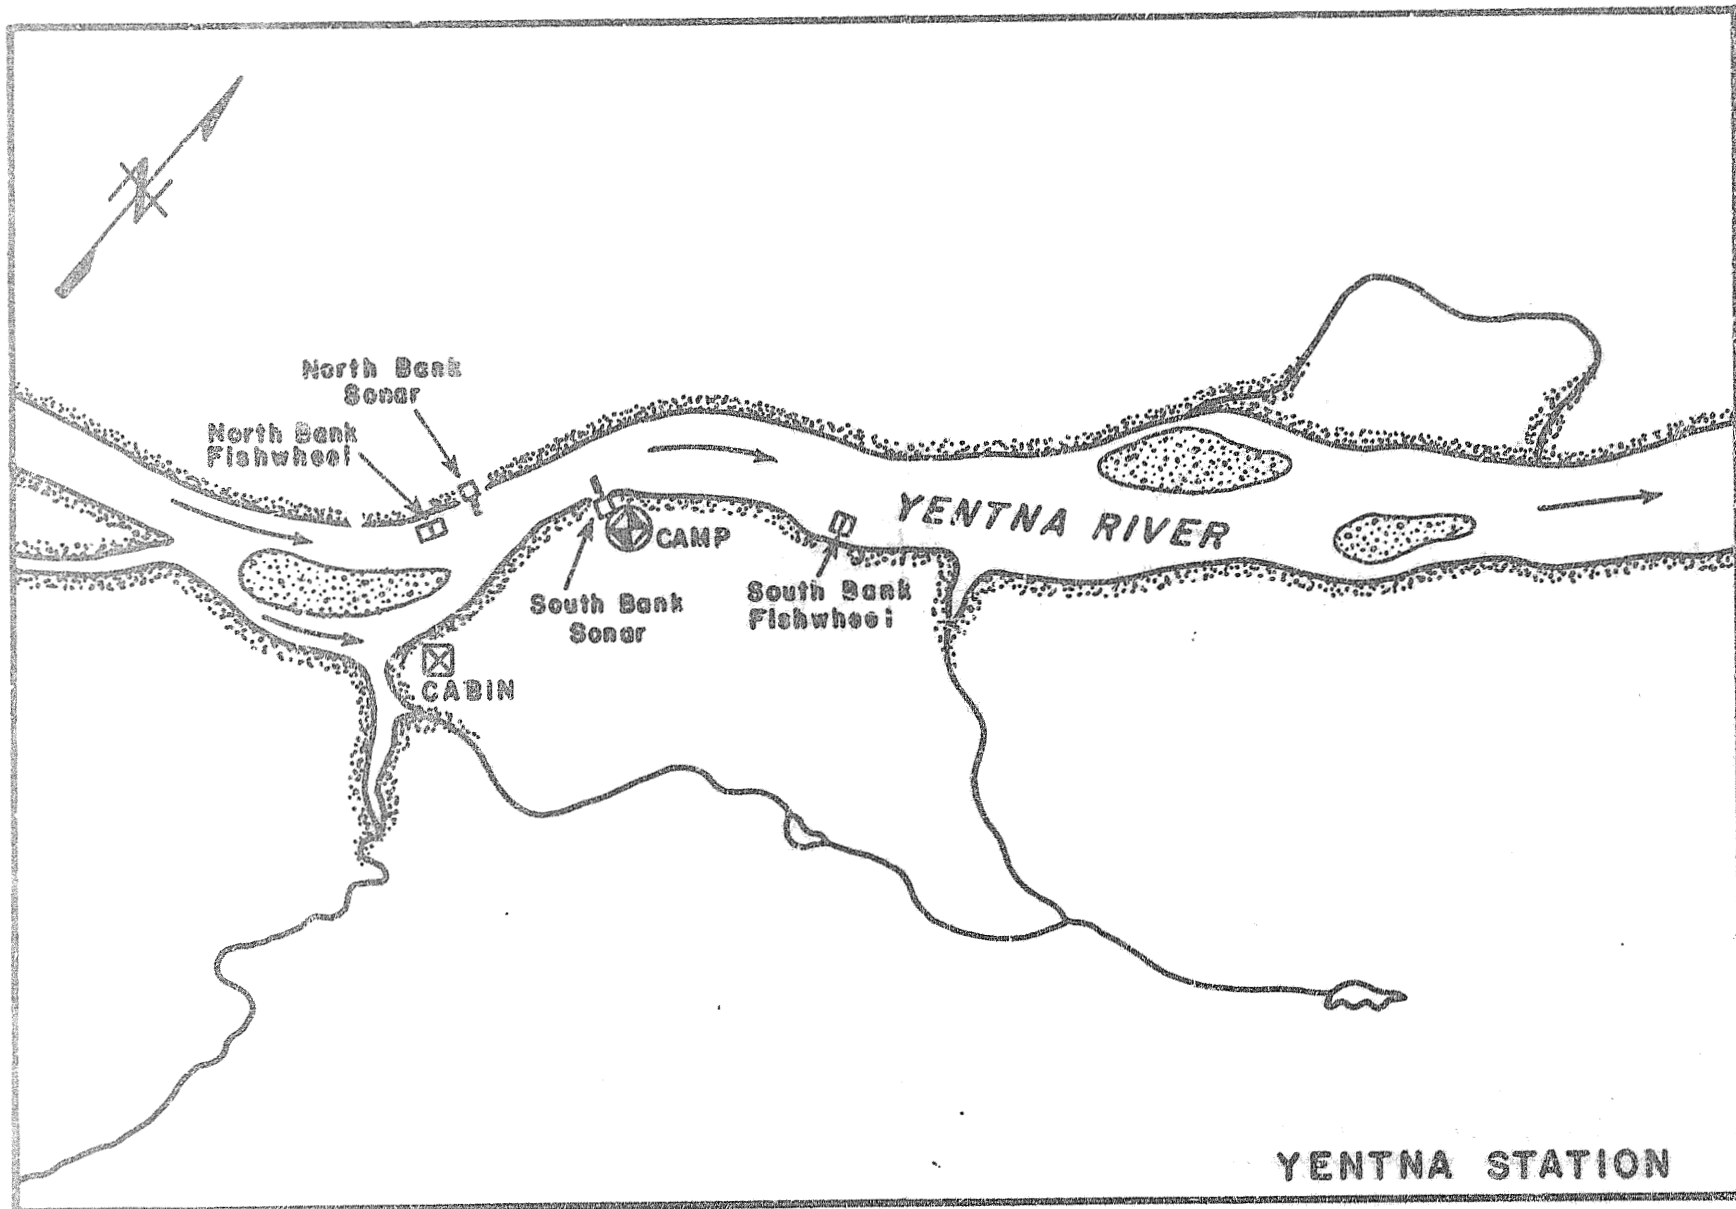 North Bank
Sonar
North Bank
Fishwheel
YENTNA RIVER
CAMP
South Bank
Sonar
South Bank
Fishwheel
CABIN
YENTNA STATION